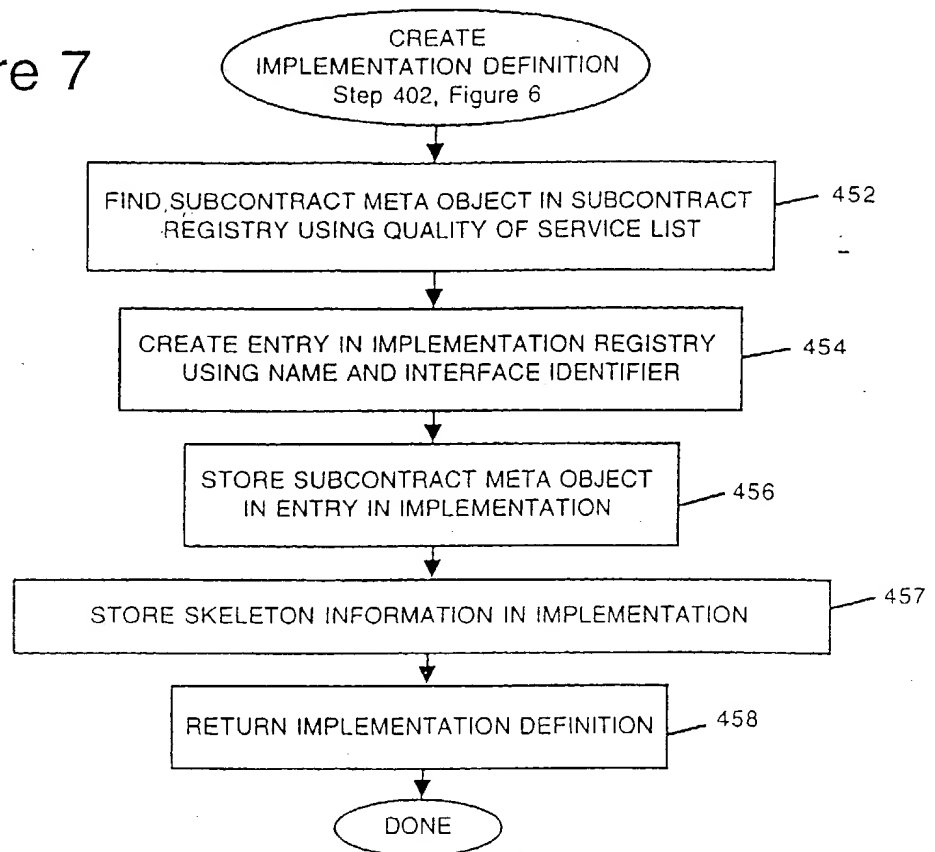 re 7
CREATE
IMPLEMENTATION DEFINITION
Step 402, Figure 6
FIND SUBCONTRACT META OBJECT IN SUBCONTRACT
REGISTRY USING QUALITY OF SERVICE LIST
452
CREATE ENTRY IN IMPLEMENTATION REGISTRY
USING NAME AND INTERFACE IDENTIFIER
454
STORE SUBCONTRACT META OBJECT
IN ENTRY IN IMPLEMENTATION
456
STORE SKELETON INFORMATION IN IMPLEMENTATION
457
RETURN IMPLEMENTATION DEFINITION
458
DONE